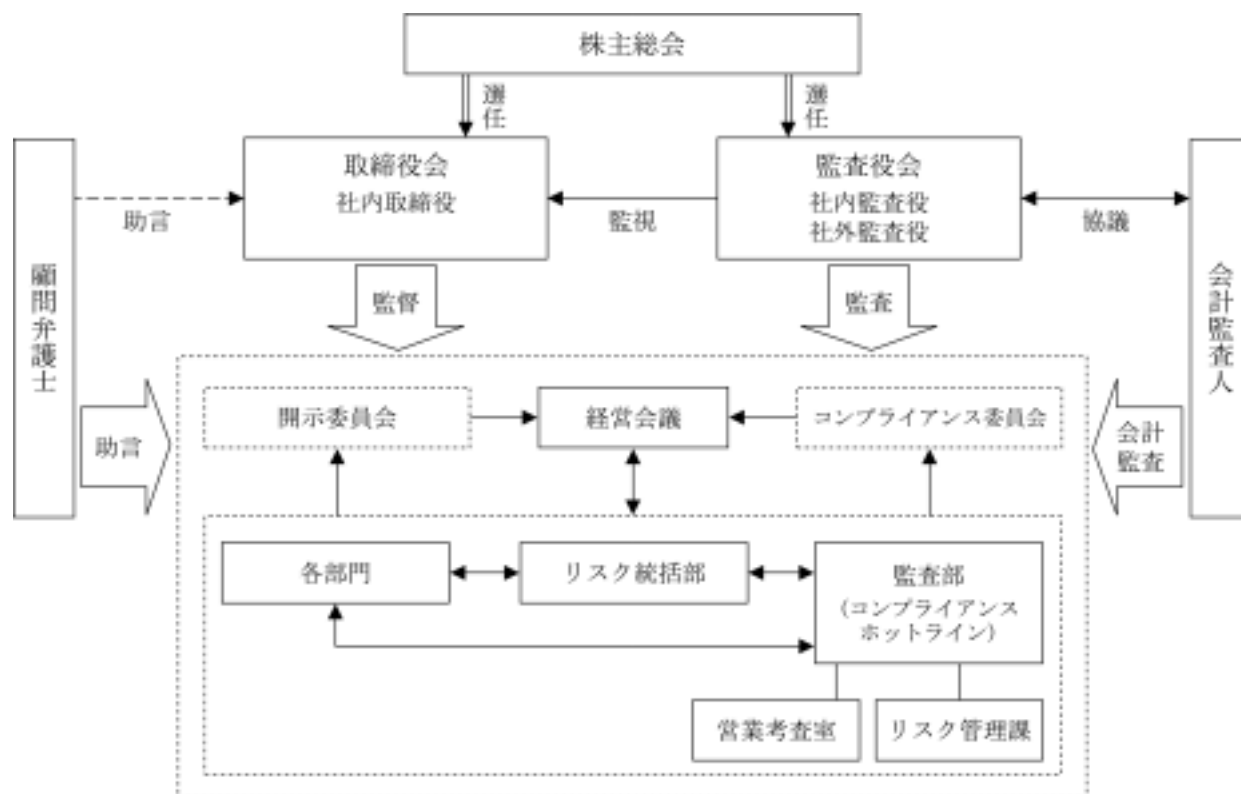 株主総会
選任
選任
取締役会
社内取締役
監査役会
社内監査役
社外監査役
助言
監視
協議
顧問弁護士
会計監査人
監督
監査
開示委員会
経営会議
コンプライアンス委員会
助言
会計
監査
各部門
リスク統括部
監査部
(コンプライアンス
ホットライン)
営業考査室
リスク管理課